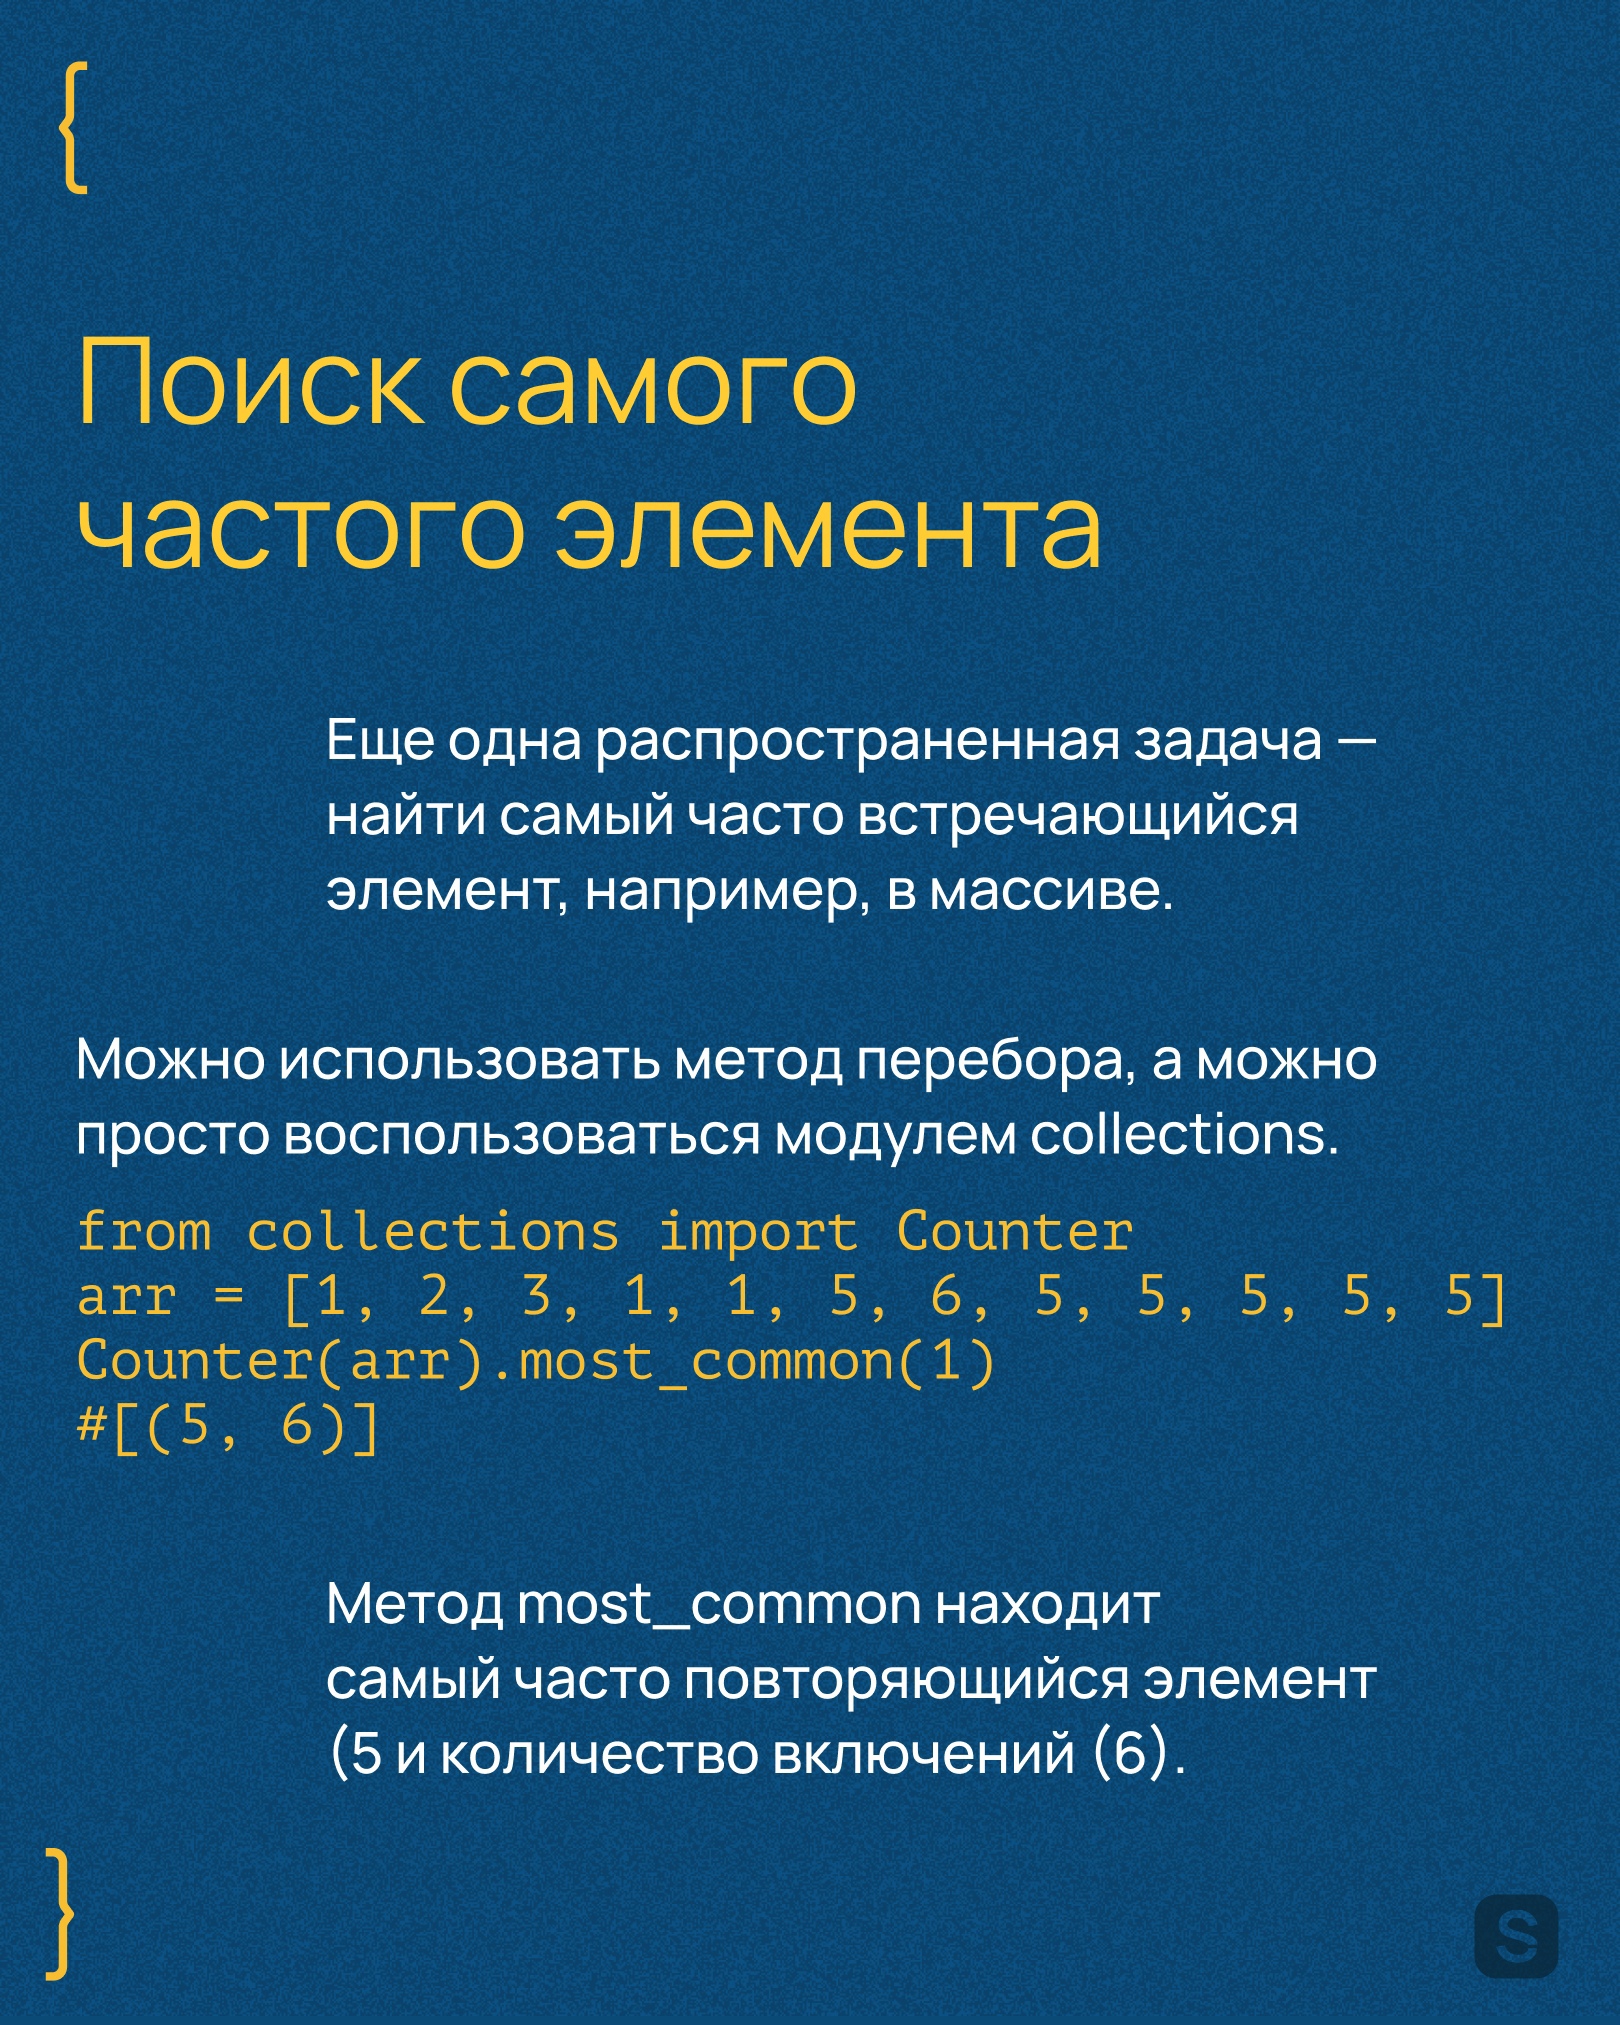 {
Поиск самого
частого элемента
Еще одна распространенная задача —
найти самый часто встречающийся
элемент, например, в массиве.
Можно использовать метод перебора, а можно
просто воспользоваться модулем collections.
from collections import Counter
arr = [1, 2, 3, 1, 1, 5, 6, 5, 5, 5, 5, 5]
Counter(arr).most_common(1)
#[(5, 6)]
Метод most_common находит
самый часто повторяющийся элемент
(5 и количество включений (6).
}
S